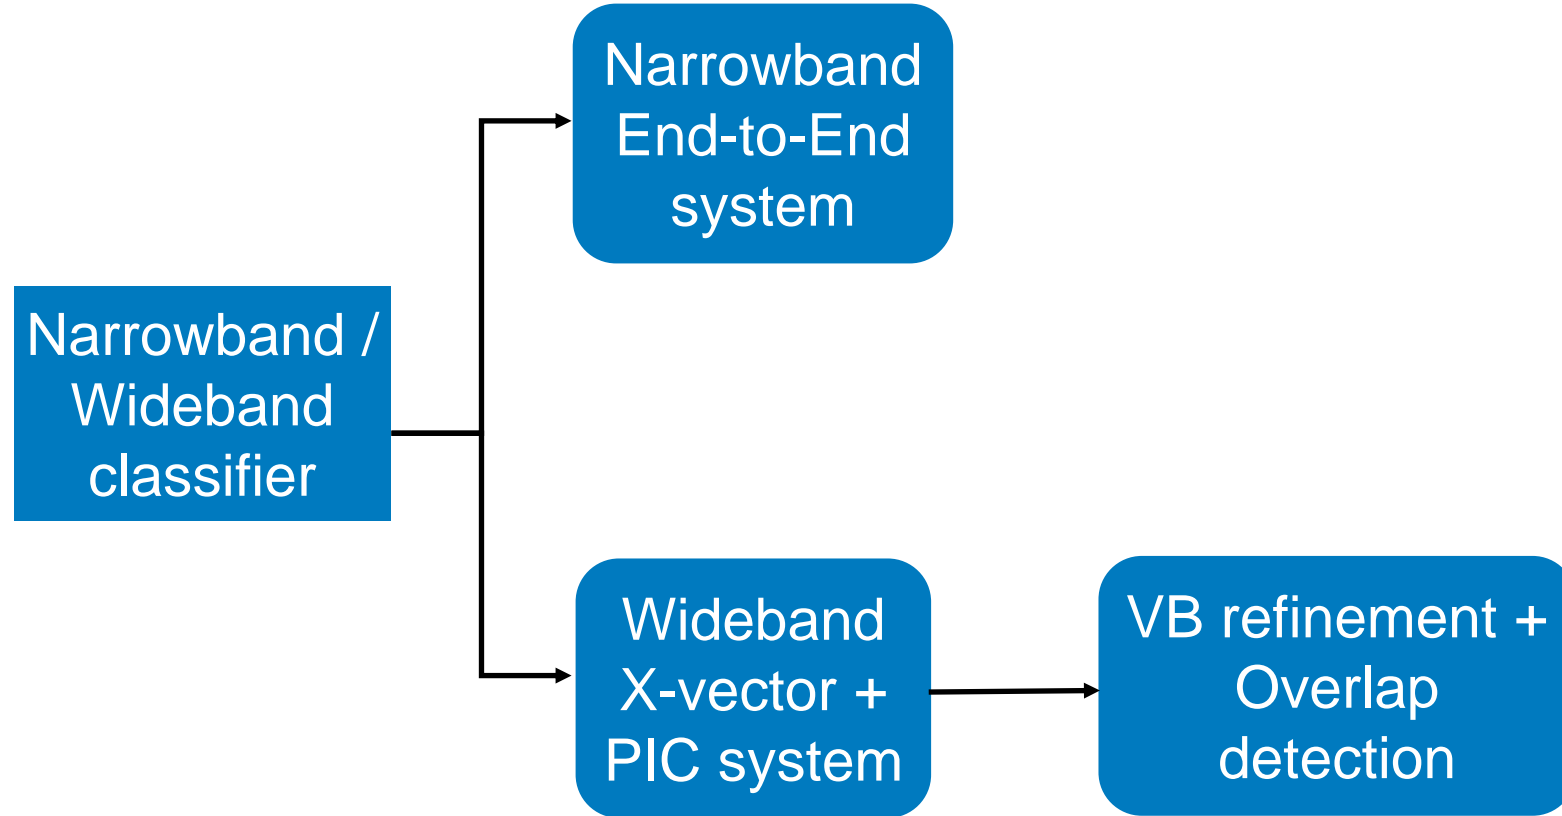 Narrowband
End-to-End
system
Narrowband /
Wideband
classifier
Wideband
X-vector +
PIC system
VB refinement +
Overlap
detection